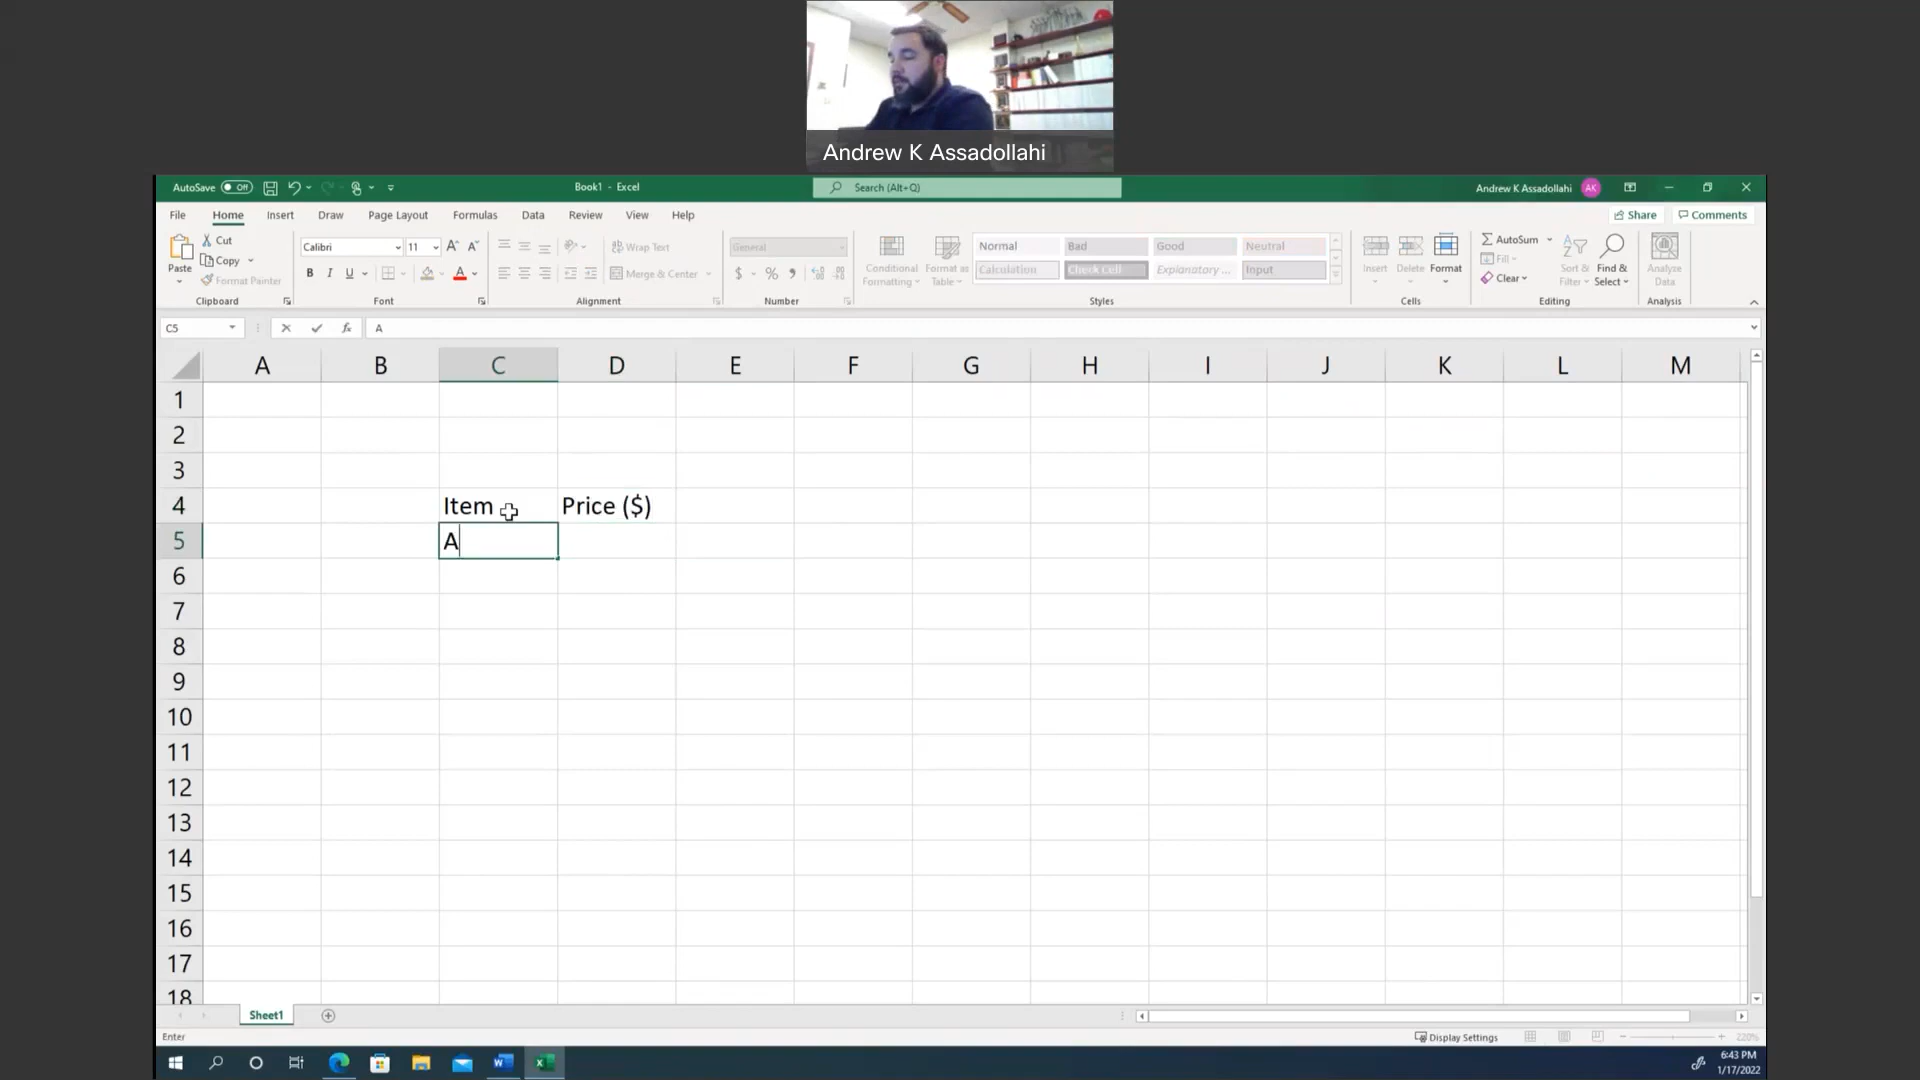 Andrew K Assadollahi
AutoSave Off
Book1 - Excel
Search (Alt+Q)
Andrew K Assadollahi AK
File Home Insert Draw Page Layout Formulas Data Review View Help
Share Comments
Paste
Cut
Copy
Format Painter
Clipboard
Calibri 11
B I U A
Font
Wrap Text
Merge & Center
Alignment
General
$ % ,
Number
Conditional
Formatting
Format as
Table
Normal Bad Good Neutral
Calculation Check Cell Explanatory ... Input
Styles
Insert Delete Format
Cells
AutoSum
Fill
Clear
Sort &
Filter
Find &
Select
Editing
Analyze
Data
Analysis
C5 fx A
A B C D E F G H I J K L M
1
2
3
4 Item Price ($)
5 A
6
7
8
9
10
11
12
13
14
15
16
17
18
Sheet1
Enter
Display Settings
220%
6:43 PM
1/17/2022